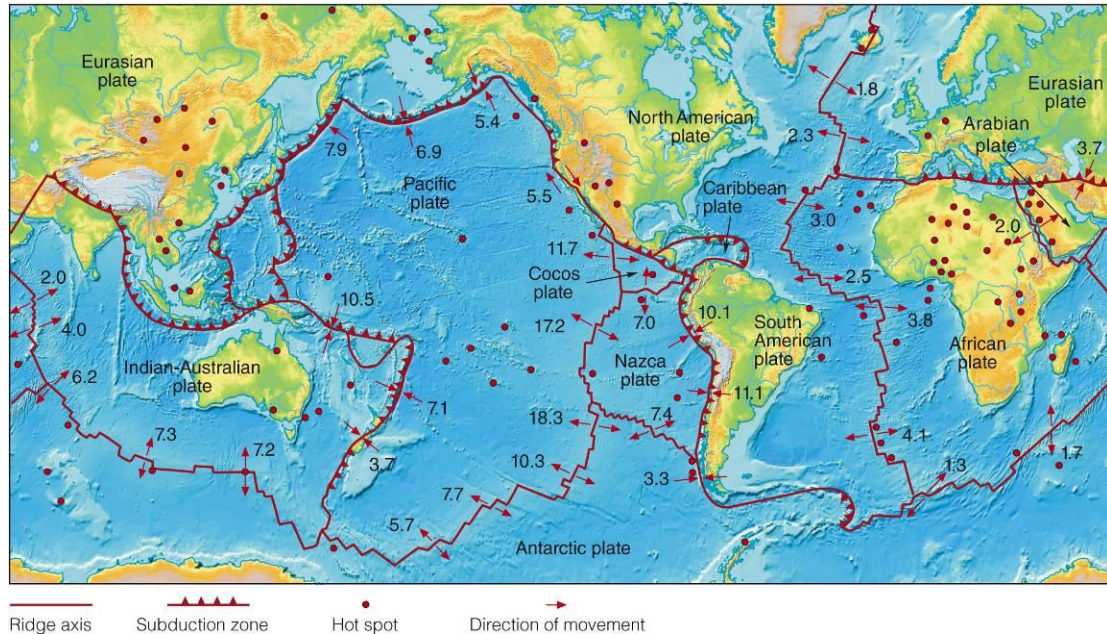 Eurasian
plate
5.4
North American
plate
1.8
Eurasian
plate
2.3
Arabian
plate
3.7
7.9
6.9
Pacific
plate
5.5
Caribbean
plate
3.0
2.0
2.0
11.7
Cocos
plate
2.5
4.0
10.5
17.2
7.0
10.1
3.8
Indian-Australian
plate
Nazca
plate
South
American
plate
African
plate
6.2
7.1
11.1
7.3
7.2
18.3
7.4
4.1
3.7
10.3
3.3
1.3
1.7
7.7
5.7
Antarctic plate
Ridge axis
Subduction zone
Hot spot
Direction of movement